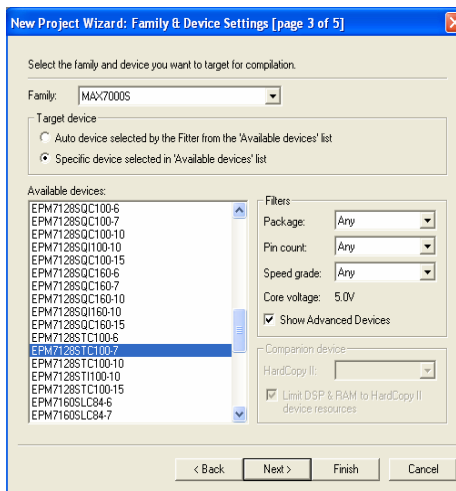 New Project Wizard: Family & Device Settings [page 3 of 5]
Select the family and device you want to target for compilation.
Family: MAX7000S
Target device
Auto device selected by the Fitter from the 'Available devices' list
Specific device selected in 'Available devices' list
Available devices:
EPM7128SQC100-6
EPM7128SQC100-7
EPM7128SQC100-10
EPM7128SQI100-10
EPM7128SQC100-15
EPM7128SQC160-6
EPM7128SQC160-7
EPM7128SQC160-10
EPM7128SQI160-10
EPM7128SQC160-15
EPM7128STC100-6
EPM7128STC100-7
EPM7128STC100-10
EPM7128STI100-10
EPM7128STC100-15
EPM7160SLC84-6
EPM7160SLC84-7
Filters
Package: Any
Pin count: Any
Speed grade: Any
Core voltage: 5.0V
Show Advanced Devices
Companion device
HardCopy II:
Limit DSP & RAM to HardCopy II
device resources
< Back
Next >
Finish
Cancel